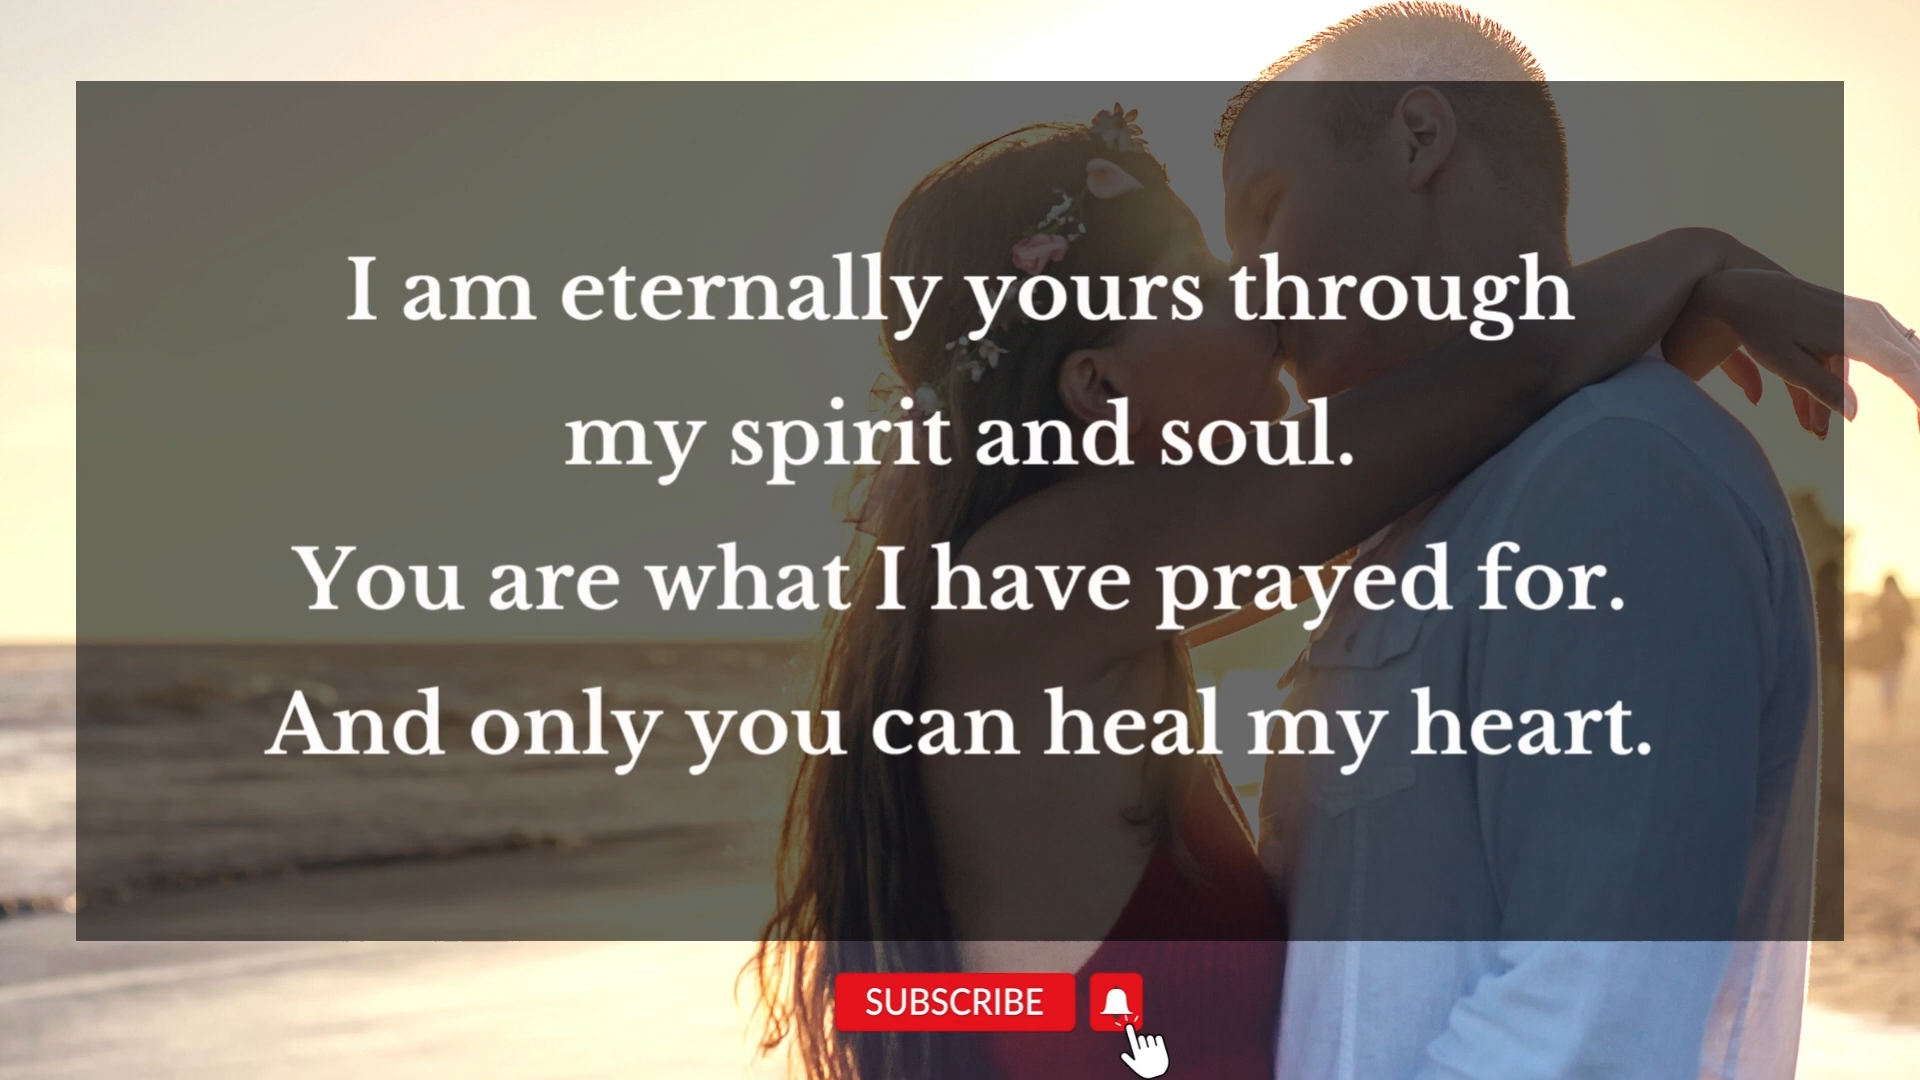 I am eternally yours through
my spirit and soul.
You are what I have prayed for.
And only you can heal my heart.
SUBSCRIBE